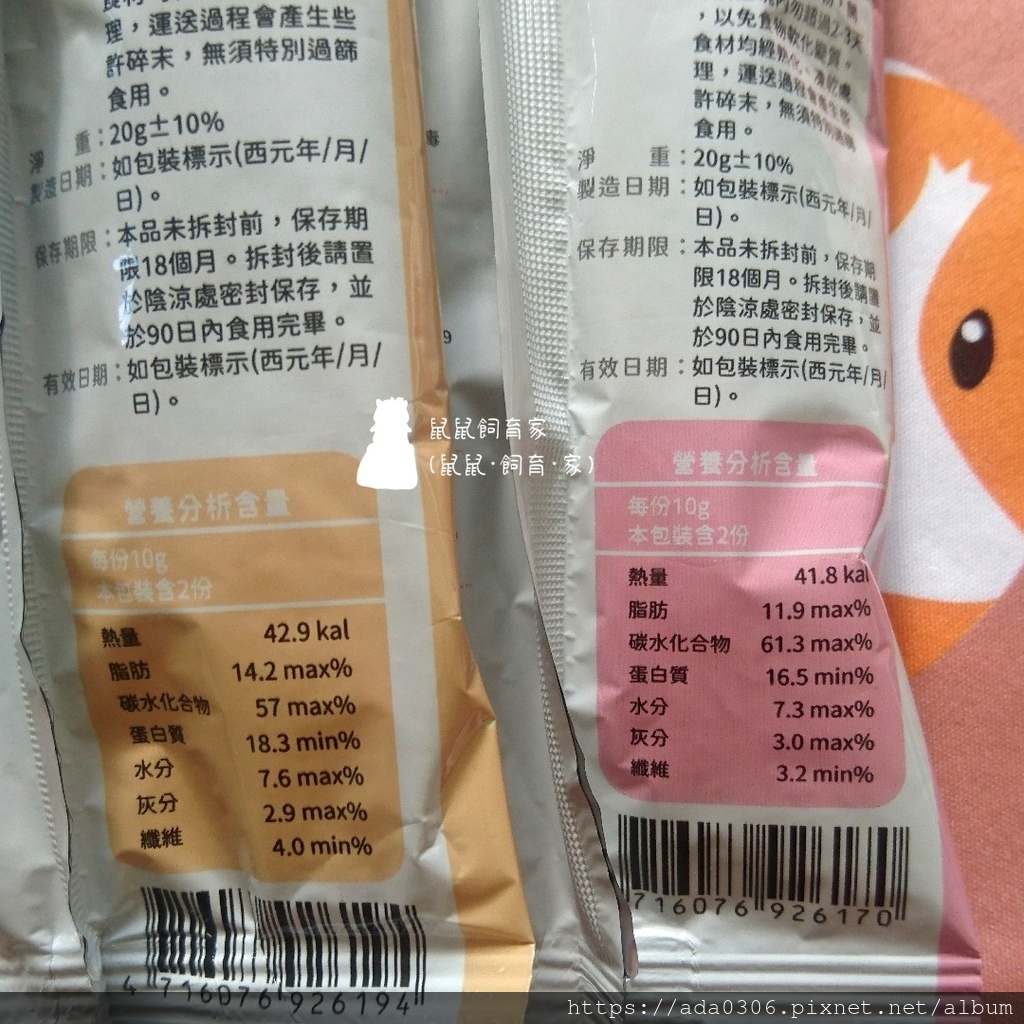 理，運送過程會產生些
許碎末，無須特別過篩
食用。
淨　　重：20g±10%
製造日期：如包裝標示(西元年/月/
日)。
保存期限：本品未拆封前，保存期
限18個月。拆封後請置
於陰涼處密封保存，並
於90日內食用完畢。
有效日期：如包裝標示(西元年/月/
日)。
營養分析含量
每份10g
本包裝含2份
熱量 42.9 kal
脂肪 14.2 max%
碳水化合物 57 max%
蛋白質 18.3 min%
水分 7.6 max%
灰分 2.9 max%
纖維 4.0 min%
4 716076 926194
鼠鼠飼育家
(鼠鼠·飼育·家)
內勿超過2-3天
，以免食物軟化變質。
食材均經熟化、凍乾處
理，運送過程會產生些
許碎末，無須特別過篩
食用。
淨　　重：20g±10%
製造日期：如包裝標示(西元年/月/
日)。
保存期限：本品未拆封前，保存期
限18個月。拆封後請置
於陰涼處密封保存，並
於90日內食用完畢。
有效日期：如包裝標示(西元年/月/
日)。
營養分析含量
每份10g
本包裝含2份
熱量 41.8 kal
脂肪 11.9 max%
碳水化合物 61.3 max%
蛋白質 16.5 min%
水分 7.3 max%
灰分 3.0 max%
纖維 3.2 min%
716076 926170
https://ada0306.pixnet.net/album